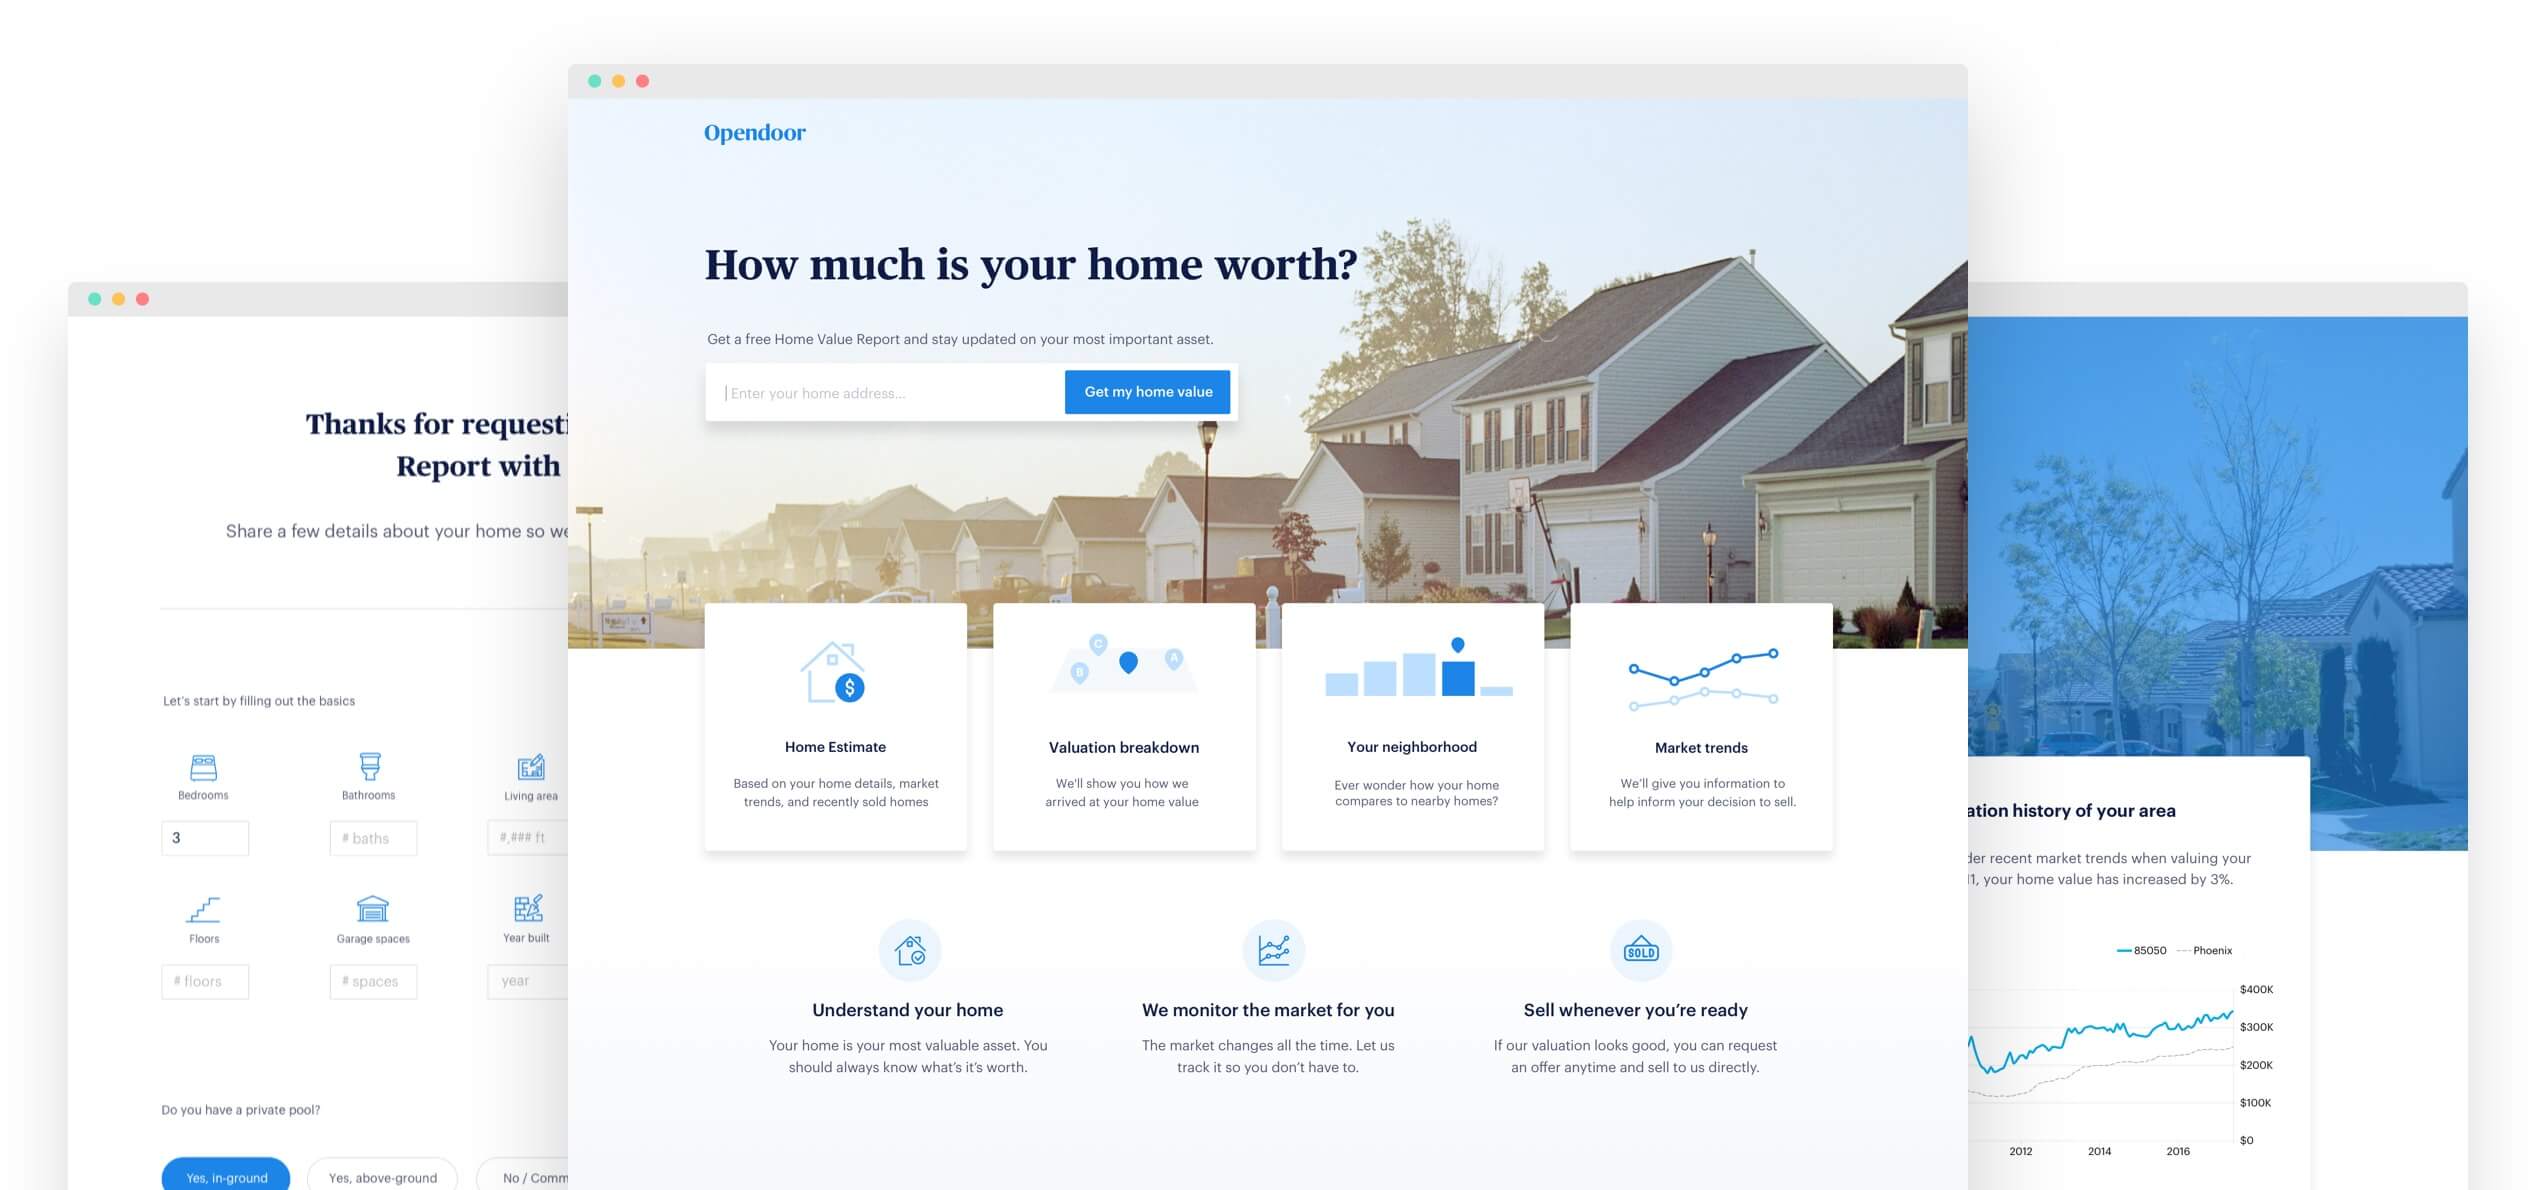 Opendoor
How much is your home worth?
Get a free Home Value Report and stay updated on your most important asset.
Enter your home address...
Get my home value
C
B
A
$
Home Estimate
Based on your home details, market
trends, and recently sold homes
Valuation breakdown
We'll show you how we
arrived at your home value
Your neighborhood
Ever wonder how your home
compares to nearby homes?
Market trends
We'll give you information to
help inform your decision to sell.
Understand your home
Your home is your most valuable asset. You
should always know what's it's worth.
We monitor the market for you
The market changes all the time. Let us
track it so you don't have to.
SOLD
Sell whenever you're ready
If our valuation looks good, you can request
an offer anytime and sell to us directly.
Thanks for requesti
Report with
Share a few details about your home so we
Let's start by filling out the basics
Bedrooms
Bathrooms
Living area
3
# baths
#,### ft
Floors
Garage spaces
Year built
# floors
# spaces
year
Do you have a private pool?
Yes, in-ground
Yes, above-ground
No / Comm
ation history of your area
der recent market trends when valuing your
11, your home value has increased by 3%.
85050
Phoenix
$400K
$300K
$200K
$100K
$0
2012
2014
2016